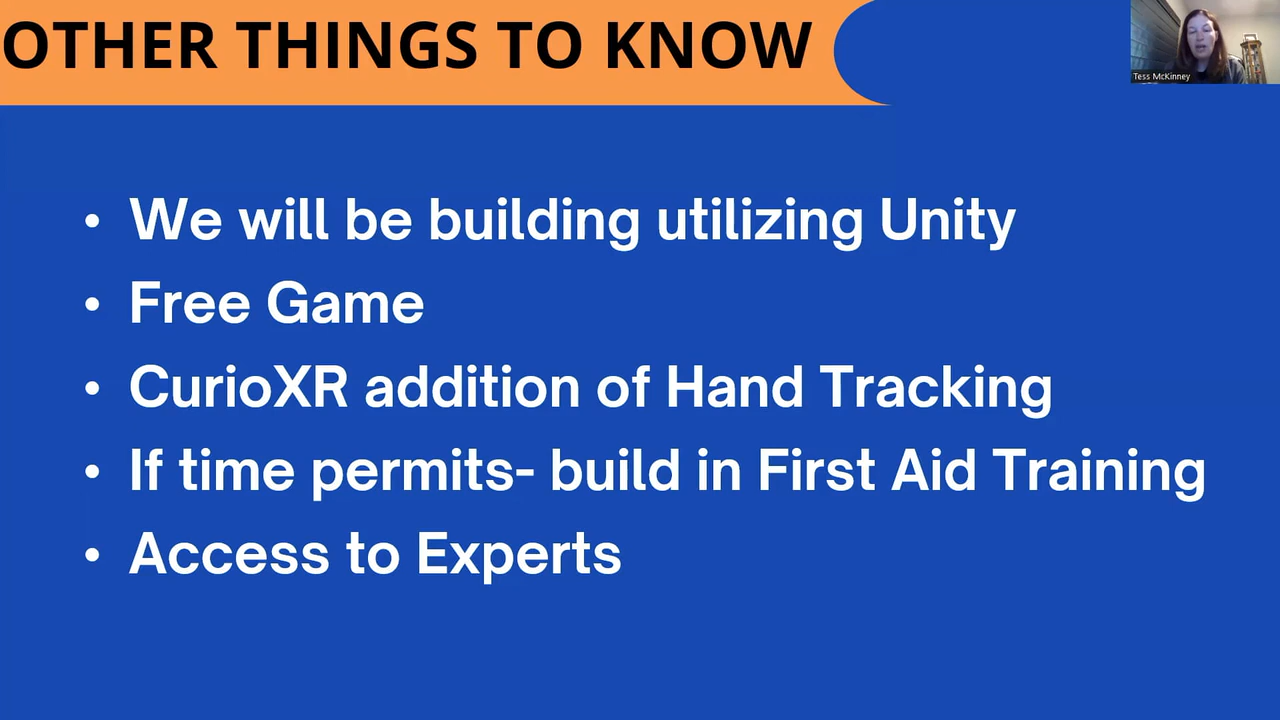 OTHER THINGS TO KNOW
Tess McKinney
• We will be building utilizing Unity
• Free Game
• CurioXR addition of Hand Tracking
• If time permits- build in First Aid Training
• Access to Experts